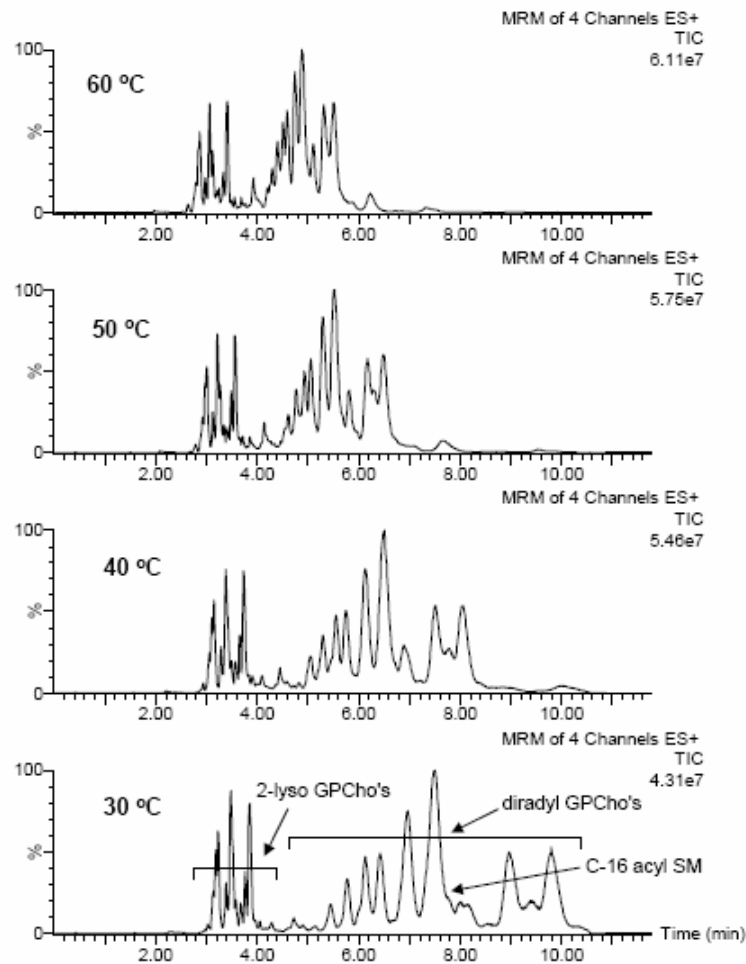 MRM of 4 Channels ES+
TIC
6.11e7
100
60 ºC
%
0
2.00 4.00 6.00 8.00 10.00
MRM of 4 Channels ES+
TIC
5.75e7
100
50 ºC
%
0
2.00 4.00 6.00 8.00 10.00
MRM of 4 Channels ES+
TIC
5.46e7
100
40 ºC
%
0
2.00 4.00 6.00 8.00 10.00
MRM of 4 Channels ES+
TIC
4.31e7
100
30 ºC
2-lyso GPCho's
diradyl GPCho's
%
C-16 acyl SM
0
Time (min)
2.00 4.00 6.00 8.00 10.00